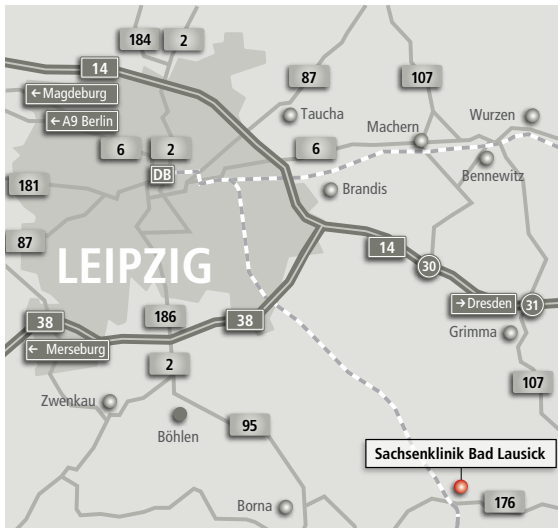 184
2
14
87
107
← Magdeburg
← A9 Berlin
Taucha
Wurzen
Machern
6
2
6
DB
Bennewitz
181
Brandis
87
LEIPZIG
14
30
→ Dresden
31
38
186
38
Grimma
← Merseburg
2
107
Zwenkau
Böhlen
95
Sachsenklinik Bad Lausick
Borna
176